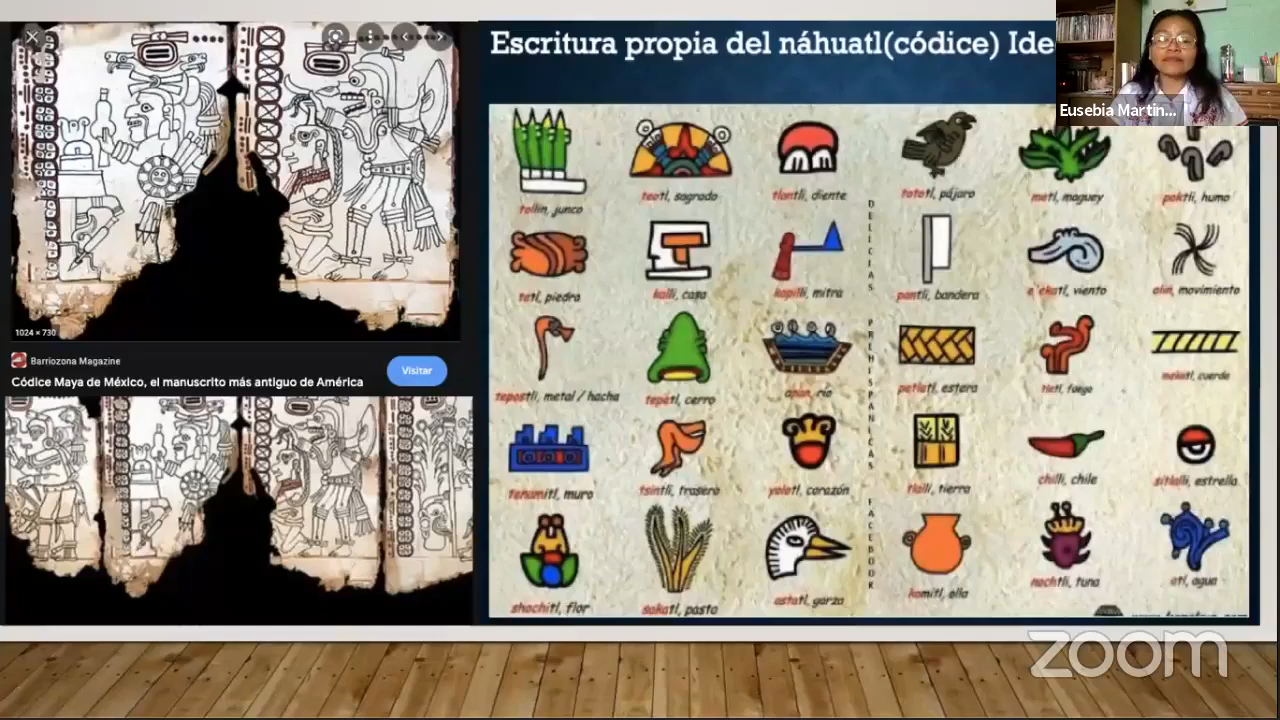 1024 × 730
Barriozona Magazine
Visitar
Códice Maya de México, el manuscrito más antiguo de América
Escritura propia del náhuatl(códice) Ide
Eusebia Martín...
tollin, junco
teotl, sagrado
tlantli, diente
tototl, pájaro
metl, maguey
poktli, humo
tetl, piedra
kalli, casa
kopilli, mitra
pantli, bandera
e'ekatl, viento
olin, movimiento
tepostli, metal / hacha
tepetl, cerro
apan, río
petlatl, estera
tletl, fuego
mekatl, cuerda
tenamitl, muro
tsintli, trasero
yolotl, corazón
tlalli, tierra
chilli, chile
sitlalli, estrella
shochitl, flor
sakatl, pasto
astatl, garza
komitl, olla
nochtli, tuna
atl, agua
DELICIAS PREHISPANICAS FACEBOOK
zoom